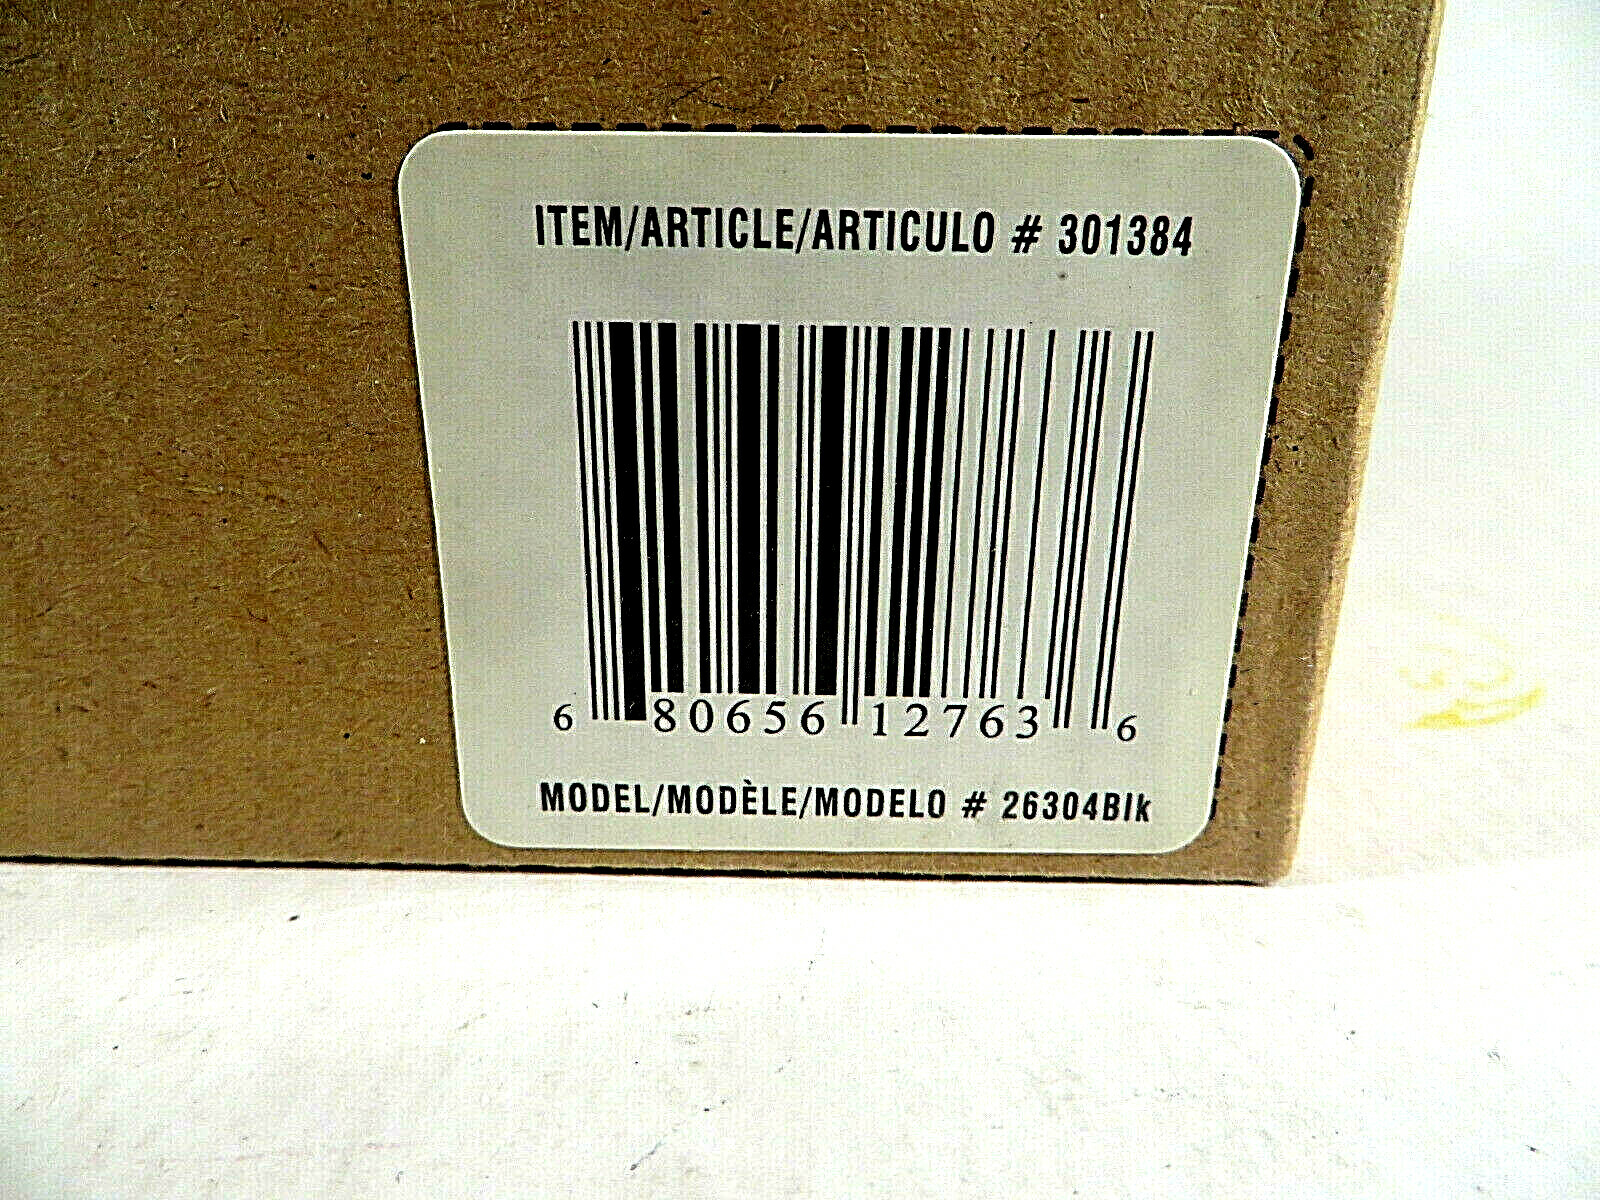 ITEM/ARTICLE/ARTICULO # 301384
6 80656 12763 6
MODEL/MODÈLE/MODELO # 26304Blk